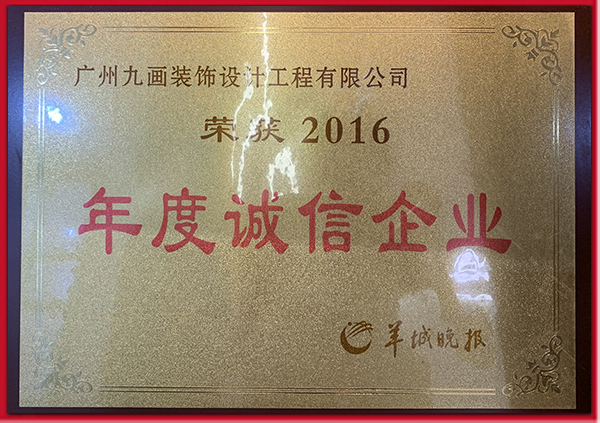 广州九画装饰设计工程有限公司
荣获 2016
年度诚信企业
羊城晚报